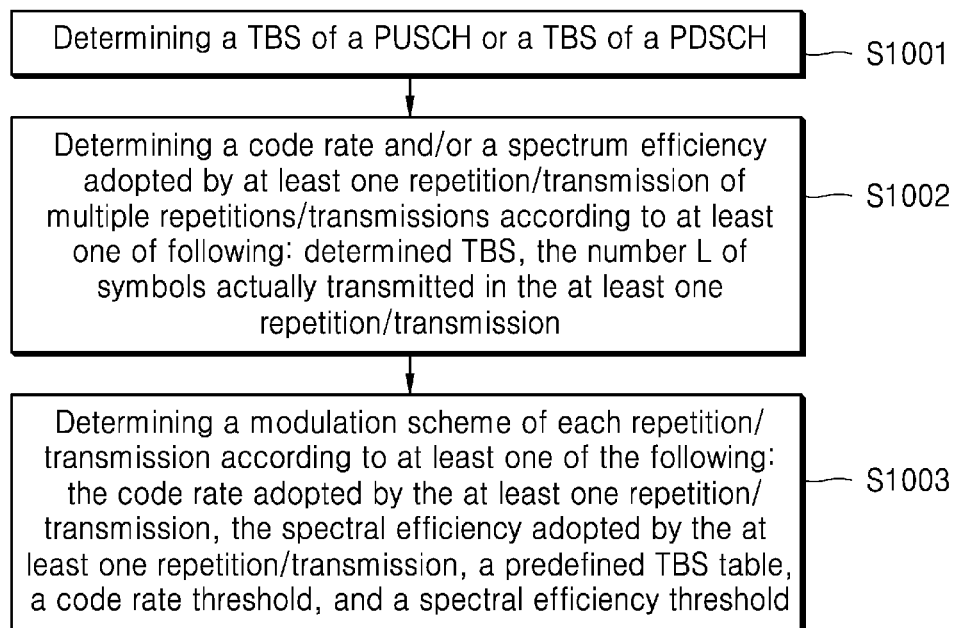 Determining a TBS of a PUSCH or a TBS of a PDSCH
S1001
Determining a code rate and/or a spectrum efficiency
adopted by at least one repetition/transmission of
multiple repetitions/transmissions according to at least
one of following: determined TBS, the number L of
symbols actually transmitted in the at least one
repetition/transmission
S1002
Determining a modulation scheme of each repetition/
transmission according to at least one of the following:
the code rate adopted by the at least one repetition/
transmission, the spectral efficiency adopted by the at
least one repetition/transmission, a predefined TBS table,
a code rate threshold, and a spectral efficiency threshold
S1003